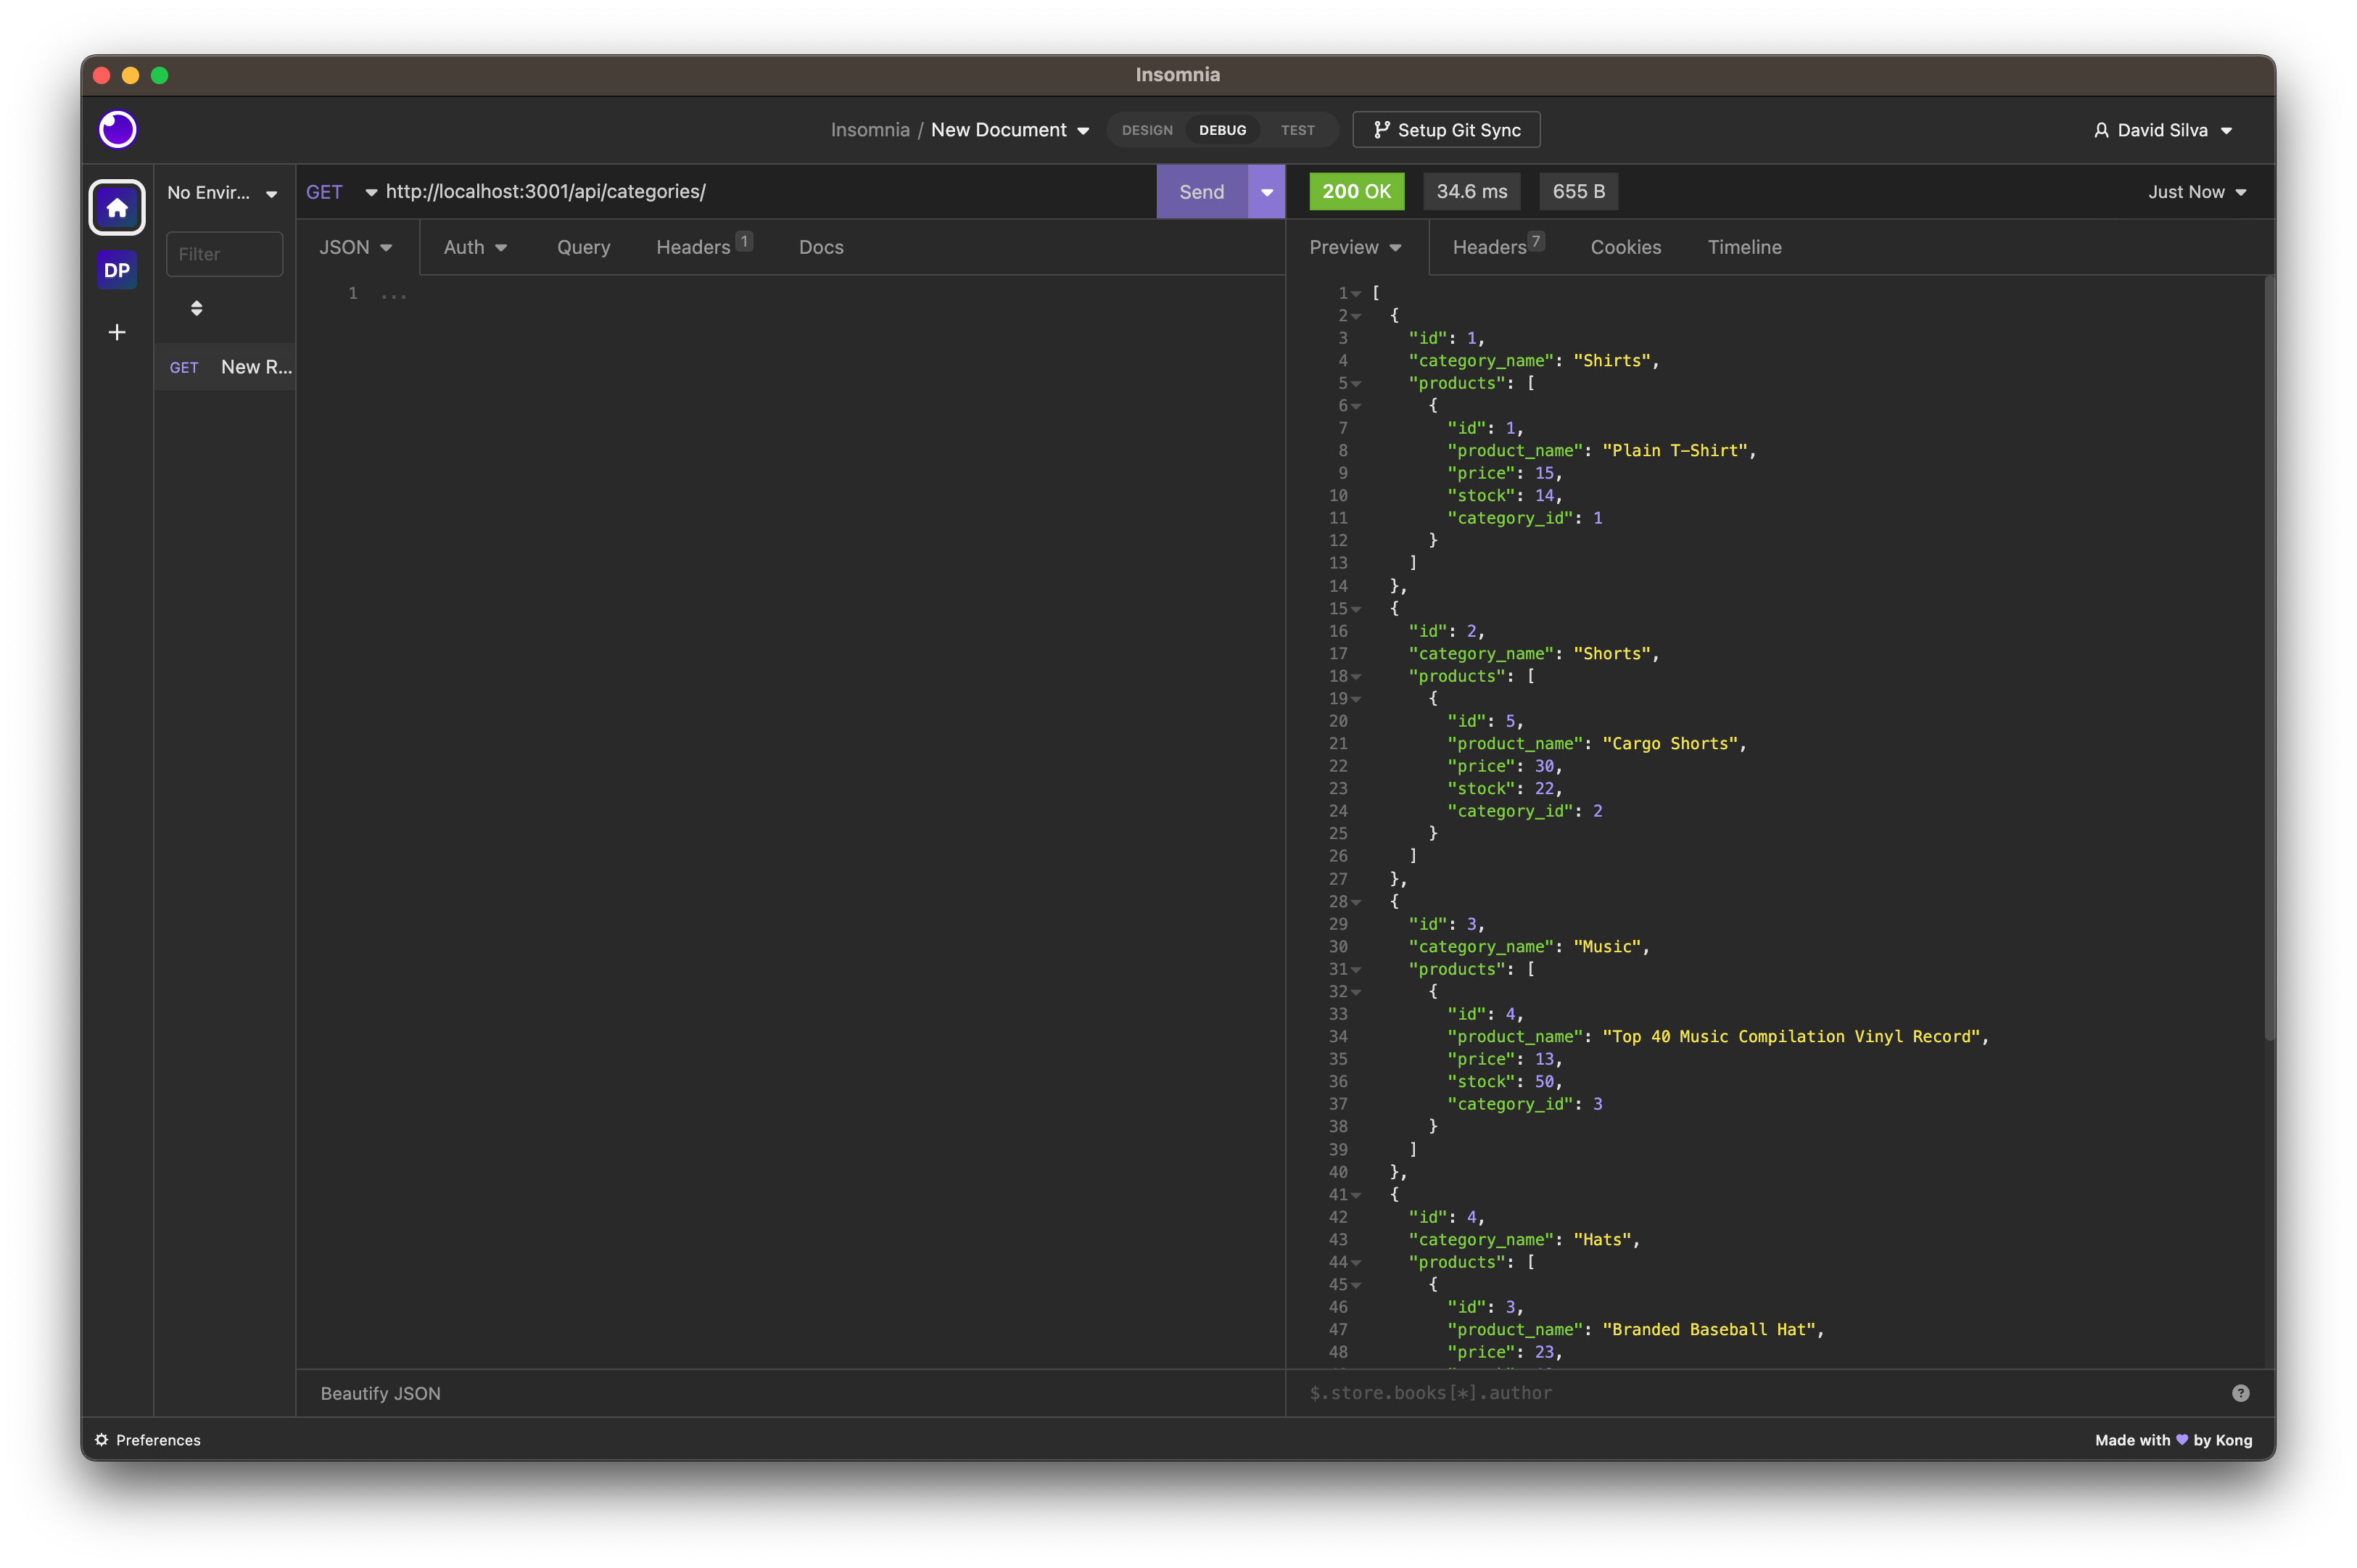 Insomnia
Insomnia / New Document
DESIGN DEBUG TEST
Setup Git Sync
David Silva
DP
No Envir...
Filter
GET New R...
GET http://localhost:3001/api/categories/
Send
200 OK 34.6 ms 655 B
Just Now
JSON Auth Query Headers 1 Docs
Preview Headers 7 Cookies Timeline
1 ...
1 [
2 {
3 "id": 1,
4 "category_name": "Shirts",
5 "products": [
6 {
7 "id": 1,
8 "product_name": "Plain T-Shirt",
9 "price": 15,
10 "stock": 14,
11 "category_id": 1
12 }
13 ]
14 },
15 {
16 "id": 2,
17 "category_name": "Shorts",
18 "products": [
19 {
20 "id": 5,
21 "product_name": "Cargo Shorts",
22 "price": 30,
23 "stock": 22,
24 "category_id": 2
25 }
26 ]
27 },
28 {
29 "id": 3,
30 "category_name": "Music",
31 "products": [
32 {
33 "id": 4,
34 "product_name": "Top 40 Music Compilation Vinyl Record",
35 "price": 13,
36 "stock": 50,
37 "category_id": 3
38 }
39 ]
40 },
41 {
42 "id": 4,
43 "category_name": "Hats",
44 "products": [
45 {
46 "id": 3,
47 "product_name": "Branded Baseball Hat",
48 "price": 23,
Beautify JSON
$.store.books[*].author
?
Preferences
Made with 💜 by Kong